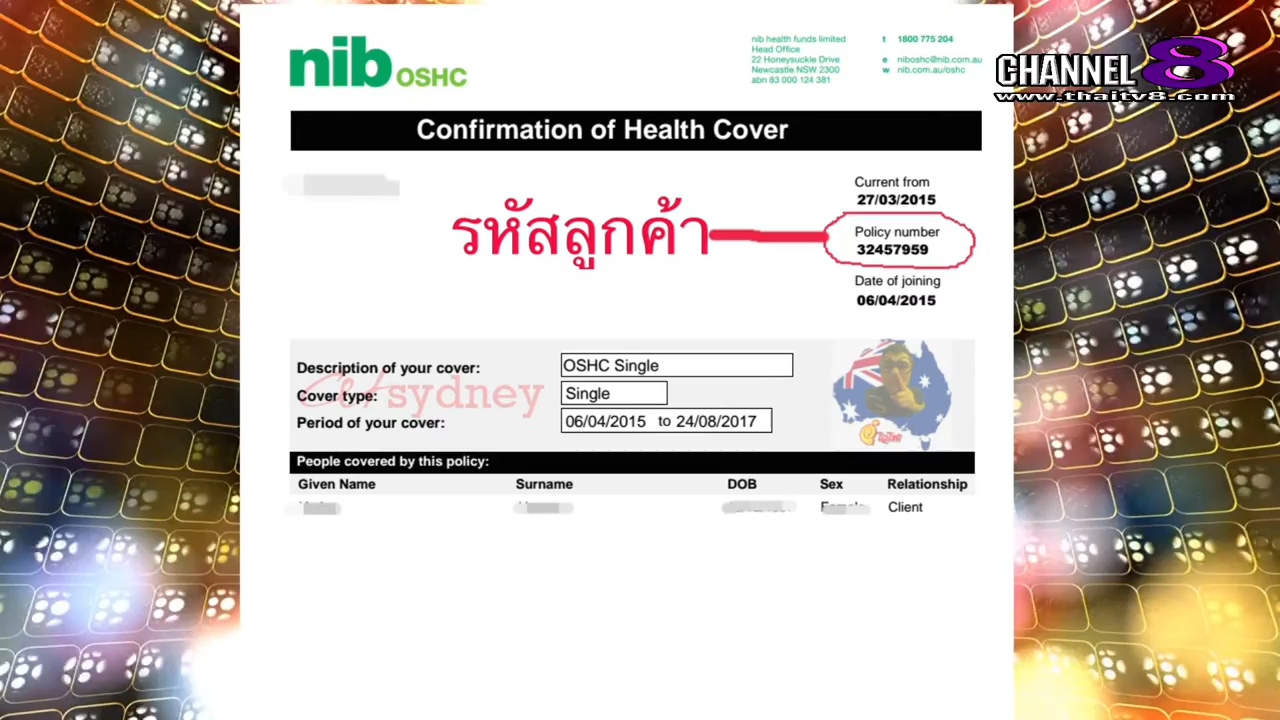 nib OSHC
nib health funds limited
Head Office
22 Honeysuckle Drive
Newcastle NSW 2300
abn 83 000 124 381
t 1800 775 204
e niboshc@nib.com.au
w nib.com.au/oshc
CHANNEL 8
www.thaitv8.com
Confirmation of Health Cover
Current from
27/03/2015
รหัสลูกค้า
Policy number
32457959
Date of joining
06/04/2015
Description of your cover: OSHC Single
Cover type: Single
sydney
Period of your cover: 06/04/2015 to 24/08/2017
People covered by this policy:
Given Name Surname DOB Sex Relationship
Client